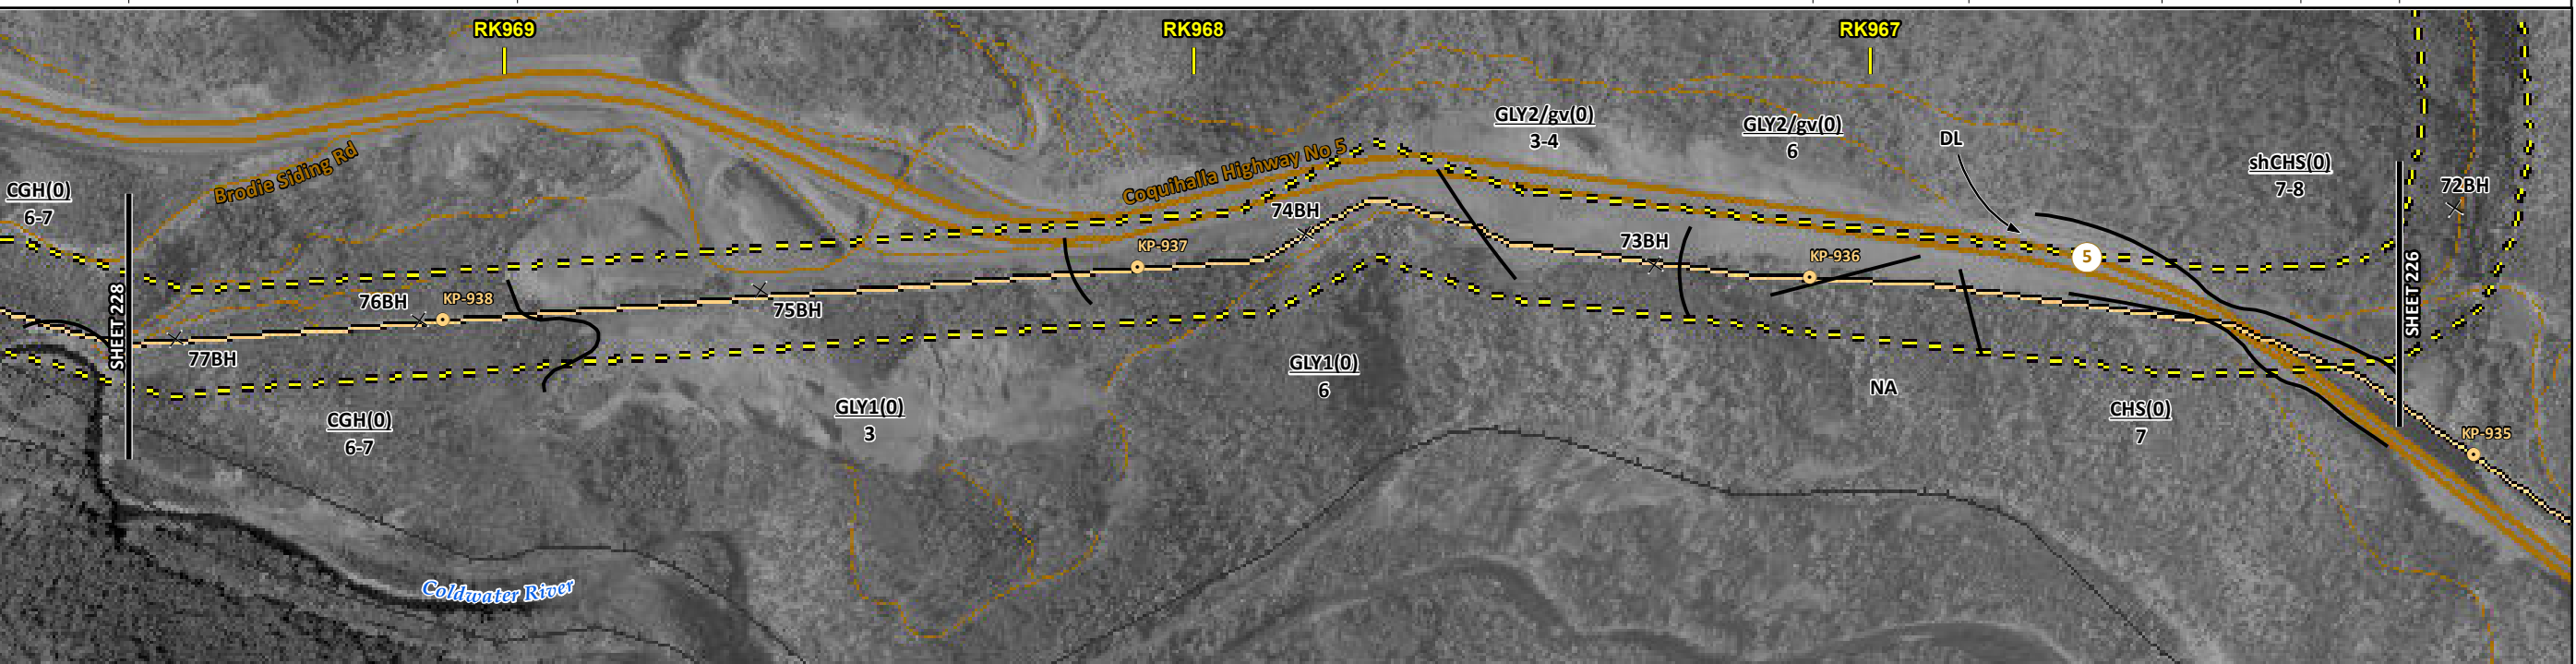 RK969
RK968
RK967
GLY2/gv(0)
3-4
GLY2/gv(0)
6
DL
shCHS(0)
7-8
72BH
Brodie Siding Rd
Coquihalla Highway No 5
CGH(0)
6-7
74BH
73BH
KP-937
KP-936
5
SHEET 228
SHEET 226
76BH
KP-938
75BH
77BH
GLY1(0)
6
NA
CGH(0)
6-7
GLY1(0)
3
CHS(0)
7
KP-935
Coldwater River